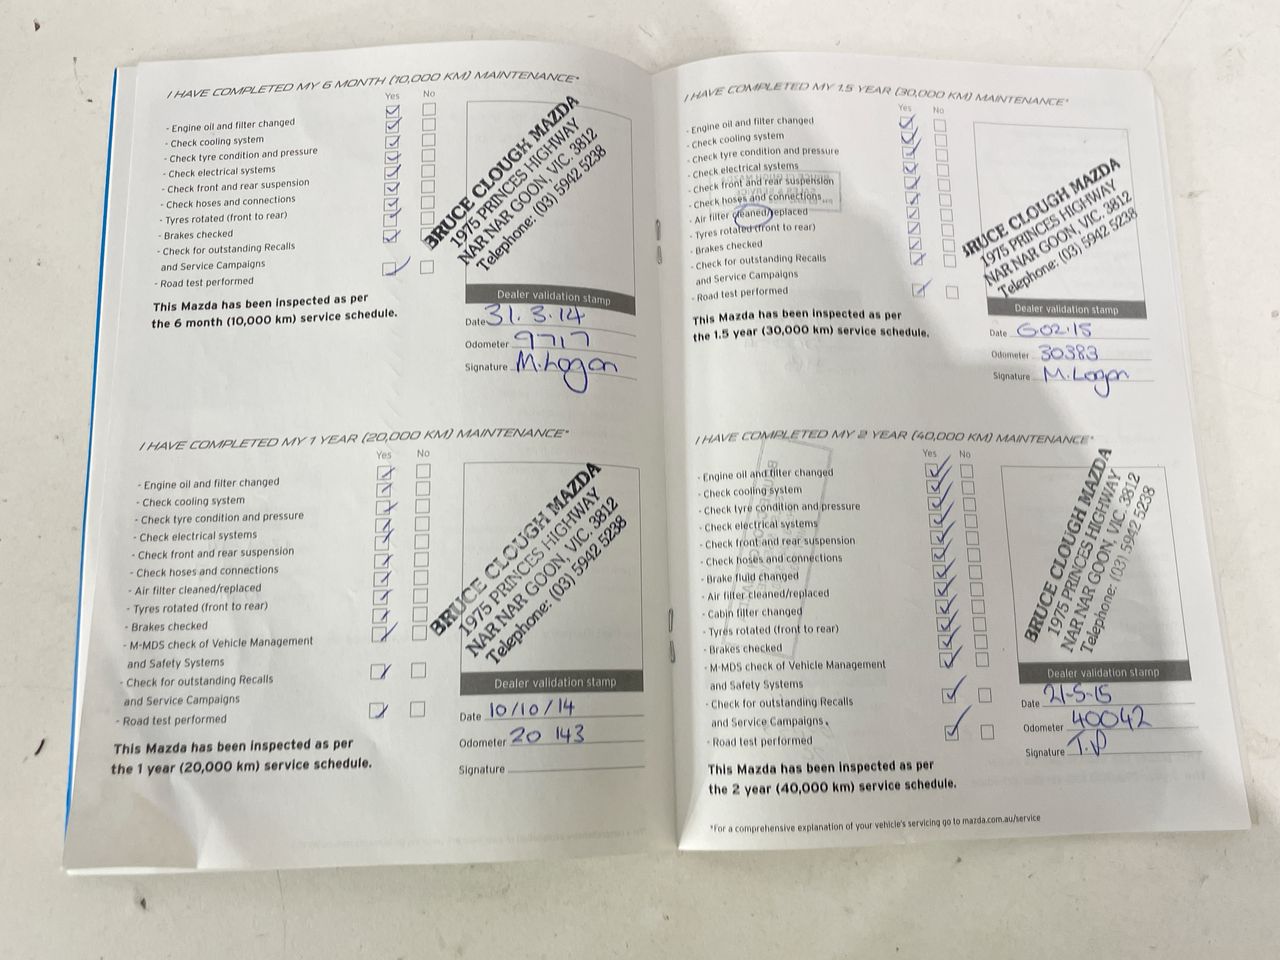 I HAVE COMPLETED MY 6 MONTH (10,000 KM) MAINTENANCE*
Yes No
- Engine oil and filter changed
- Check cooling system
- Check tyre condition and pressure
- Check electrical systems
- Check front and rear suspension
- Check hoses and connections
- Tyres rotated (front to rear)
- Brakes checked
- Check for outstanding Recalls
and Service Campaigns
- Road test performed
This Mazda has been inspected as per
the 6 month (10,000 km) service schedule.
BRUCE CLOUGH MAZDA
1975 PRINCES HIGHWAY
NAR NAR GOON, VIC. 3812
Telephone: (03) 5942 5238
Dealer validation stamp
Date 31.3.14
Odometer 9717
Signature M.Logan
I HAVE COMPLETED MY 1 YEAR (20,000 KM) MAINTENANCE*
Yes No
- Engine oil and filter changed
- Check cooling system
- Check tyre condition and pressure
- Check electrical systems
- Check front and rear suspension
- Check hoses and connections
- Air filter cleaned/replaced
- Tyres rotated (front to rear)
- Brakes checked
- M-MDS check of Vehicle Management
and Safety Systems
- Check for outstanding Recalls
and Service Campaigns
- Road test performed
This Mazda has been inspected as per
the 1 year (20,000 km) service schedule.
BRUCE CLOUGH MAZDA
1975 PRINCES HIGHWAY
NAR NAR GOON, VIC. 3812
Telephone: (03) 5942 5238
Dealer validation stamp
Date 10/10/14
Odometer 20 143
Signature
I HAVE COMPLETED MY 1.5 YEAR (30,000 KM) MAINTENANCE*
Yes No
- Engine oil and filter changed
- Check cooling system
- Check tyre condition and pressure
- Check electrical systems
- Check front and rear suspension
- Check hoses and connections
- Air filter cleaned/replaced
- Tyres rotated (front to rear)
- Brakes checked
- Check for outstanding Recalls
and Service Campaigns
- Road test performed
This Mazda has been inspected as per
the 1.5 year (30,000 km) service schedule.
BRUCE CLOUGH MAZDA
1975 PRINCES HIGHWAY
NAR NAR GOON, VIC. 3812
Telephone: (03) 5942 5238
Dealer validation stamp
Date
Odometer 30383
Signature M.Logan
I HAVE COMPLETED MY 2 YEAR (40,000 KM) MAINTENANCE*
Yes No
- Engine oil and filter changed
- Check cooling system
- Check tyre condition and pressure
- Check electrical systems
- Check front and rear suspension
- Check hoses and connections
- Brake fluid changed
- Air filter cleaned/replaced
- Cabin filter changed
- Tyres rotated (front to rear)
- Brakes checked
- M-MDS check of Vehicle Management
and Safety Systems
- Check for outstanding Recalls
and Service Campaigns
- Road test performed
This Mazda has been inspected as per
the 2 year (40,000 km) service schedule.
BRUCE CLOUGH MAZDA
1975 PRINCES HIGHWAY
NAR NAR GOON, VIC. 3812
Telephone: (03) 5942 5238
Dealer validation stamp
Date 21-5-15
Odometer 40042
Signature
*For a comprehensive explanation of your vehicle's servicing go to mazda.com.au/service